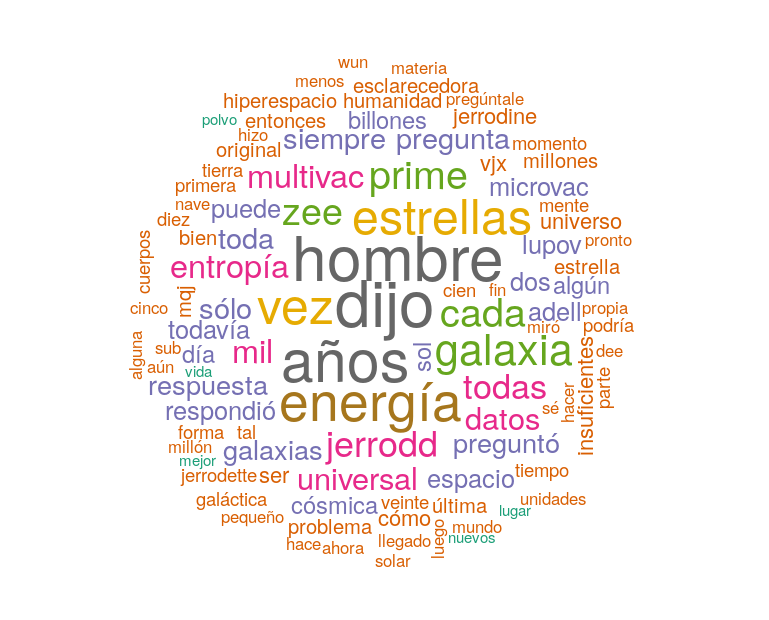 wun
materia
menos
esclarecedora
hiperespacio
humanidad
pregúntale
polvo
entonces
billones
jerrodine
hizo
siempre
pregunta
momento
original
vjx
millones
tierra
multivac
prime
primera
microvac
nave
puede
zee
estrellas
mente
diez
universo
bien
toda
hombre
lupov
pronto
cuerpos
entropía
estrella
mqj
cien
fin
dos
algún
cinco
sólo
vez
dijo
cada
adell
propia
todavía
miró
podría
alguna
sub
día
mil
años
sol
galaxia
insuficientes
dee
aún
vida
respuesta
energía
todas
hacer
parte
respondió
datos
sé
forma
tal
millón
galaxias
jerrodd
preguntó
mejor
jerrodette
ser
universal
espacio
tiempo
galáctica
cósmica
veinte
última
unidades
pequeño
problema
cómo
lugar
mundo
hace
ahora
llegado
luego
nuevos
solar